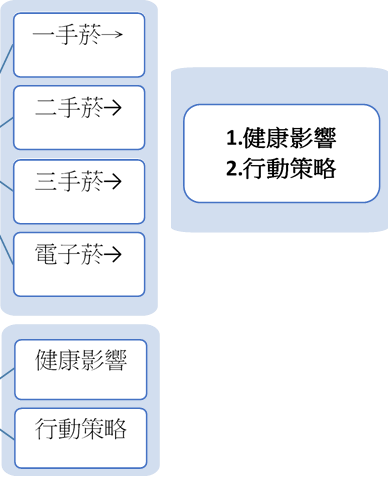 一手菸→
二手菸→
三手菸→
電子菸→
1.健康影響
2.行動策略
健康影響
行動策略